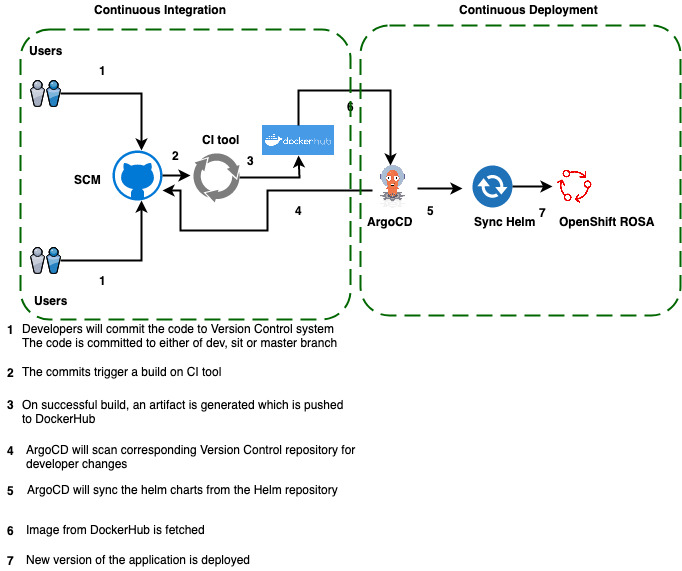 Continuous Integration
Continuous Deployment
Users
1
6
CI tool
dockerhub
2
3
SCM
4
ArgoCD
5
Sync Helm
7
OpenShift ROSA
1
Users
1 Developers will commit the code to Version Control system
The code is committed to either of dev, sit or master branch
2 The commits trigger a build on CI tool
3 On successful build, an artifact is generated which is pushed
to DockerHub
4 ArgoCD will scan corresponding Version Control repository for
developer changes
5 ArgoCD will sync the helm charts from the Helm repository
6 Image from DockerHub is fetched
7 New version of the application is deployed